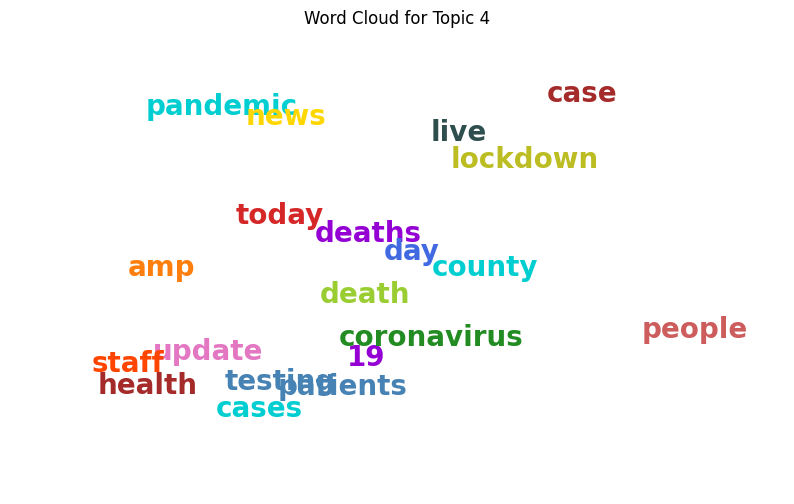 Word Cloud for Topic 4
case
pandemic
news
live
lockdown
today
deaths
day
amp
county
death
people
coronavirus
update
19
staff
testing
health
patients
cases